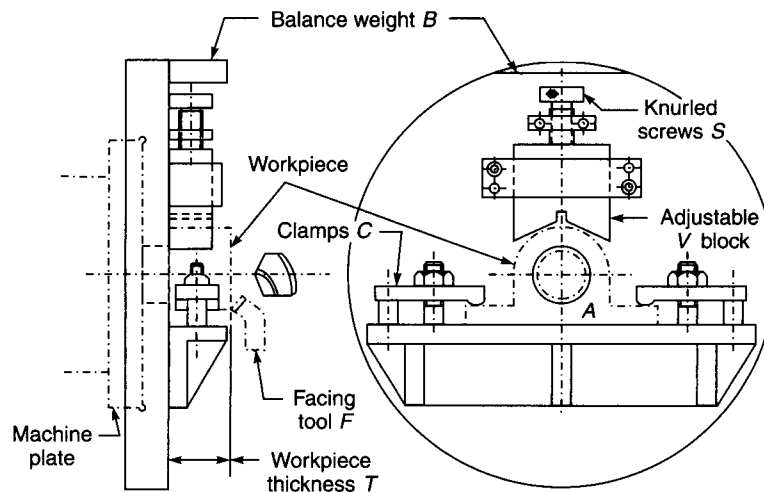 Balance weight B
Knurled
screws S
Workpiece
Clamps C
Adjustable
V block
A
Facing
tool F
Machine
plate
Workpiece
thickness T